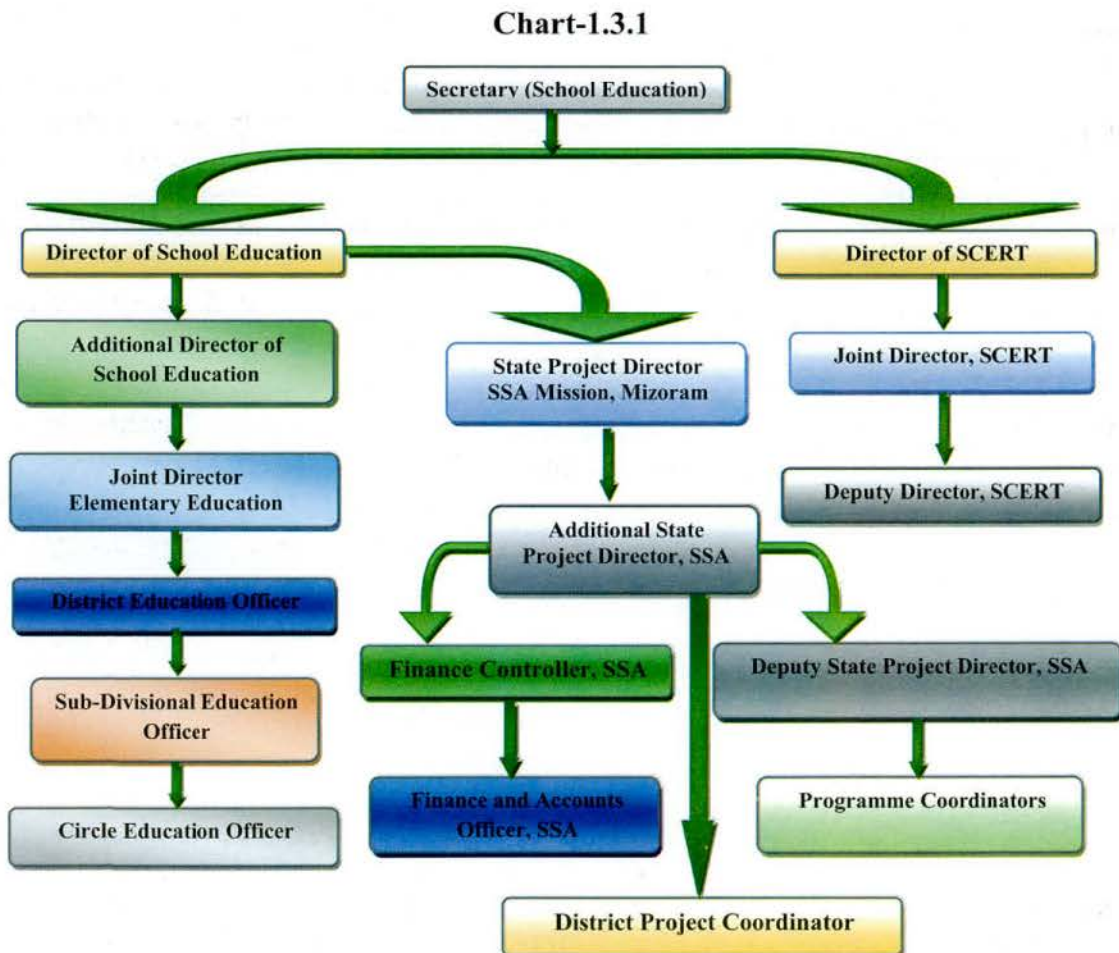 Chart-1.3.1
Secretary (School Education)
Director of School Education
Director of SCERT
Additional Director of
School Education
State Project Director
SSA Mission, Mizoram
Joint Director, SCERT
Joint Director
Elementary Education
Deputy Director, SCERT
Additional State
Project Director, SSA
District Education Officer
Finance Controller, SSA
Deputy State Project Director, SSA
Sub-Divisional Education
Officer
Finance and Accounts
Officer, SSA
Programme Coordinators
Circle Education Officer
District Project Coordinator